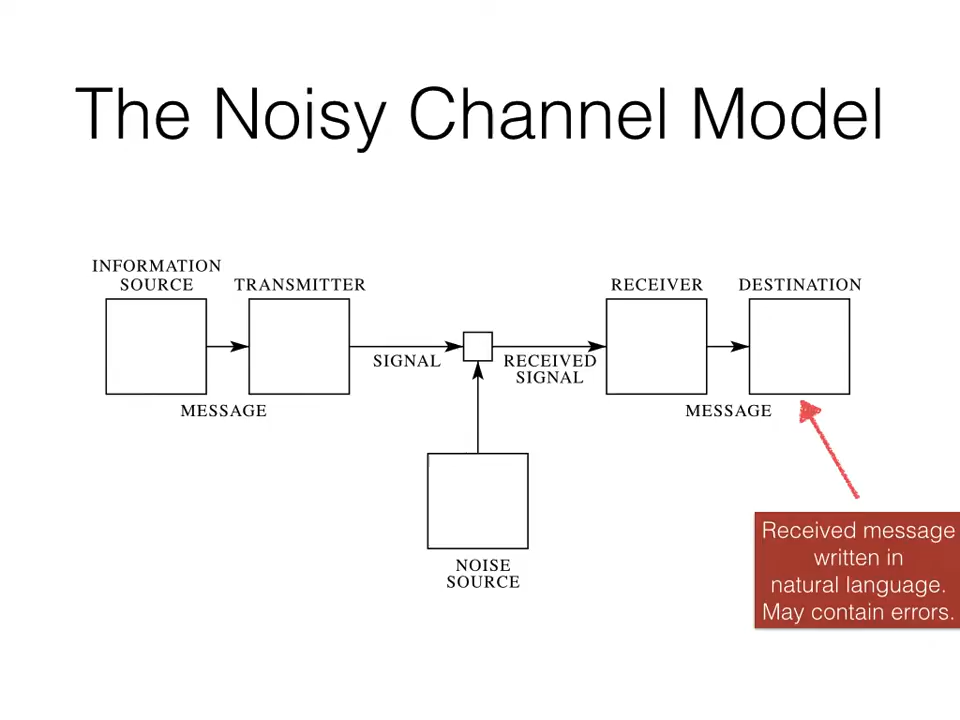 The Noisy Channel Model
INFORMATION
SOURCE
TRANSMITTER
RECEIVER
DESTINATION
SIGNAL
RECEIVED
SIGNAL
MESSAGE
MESSAGE
NOISE
SOURCE
Received message
written in
natural language.
May contain errors.